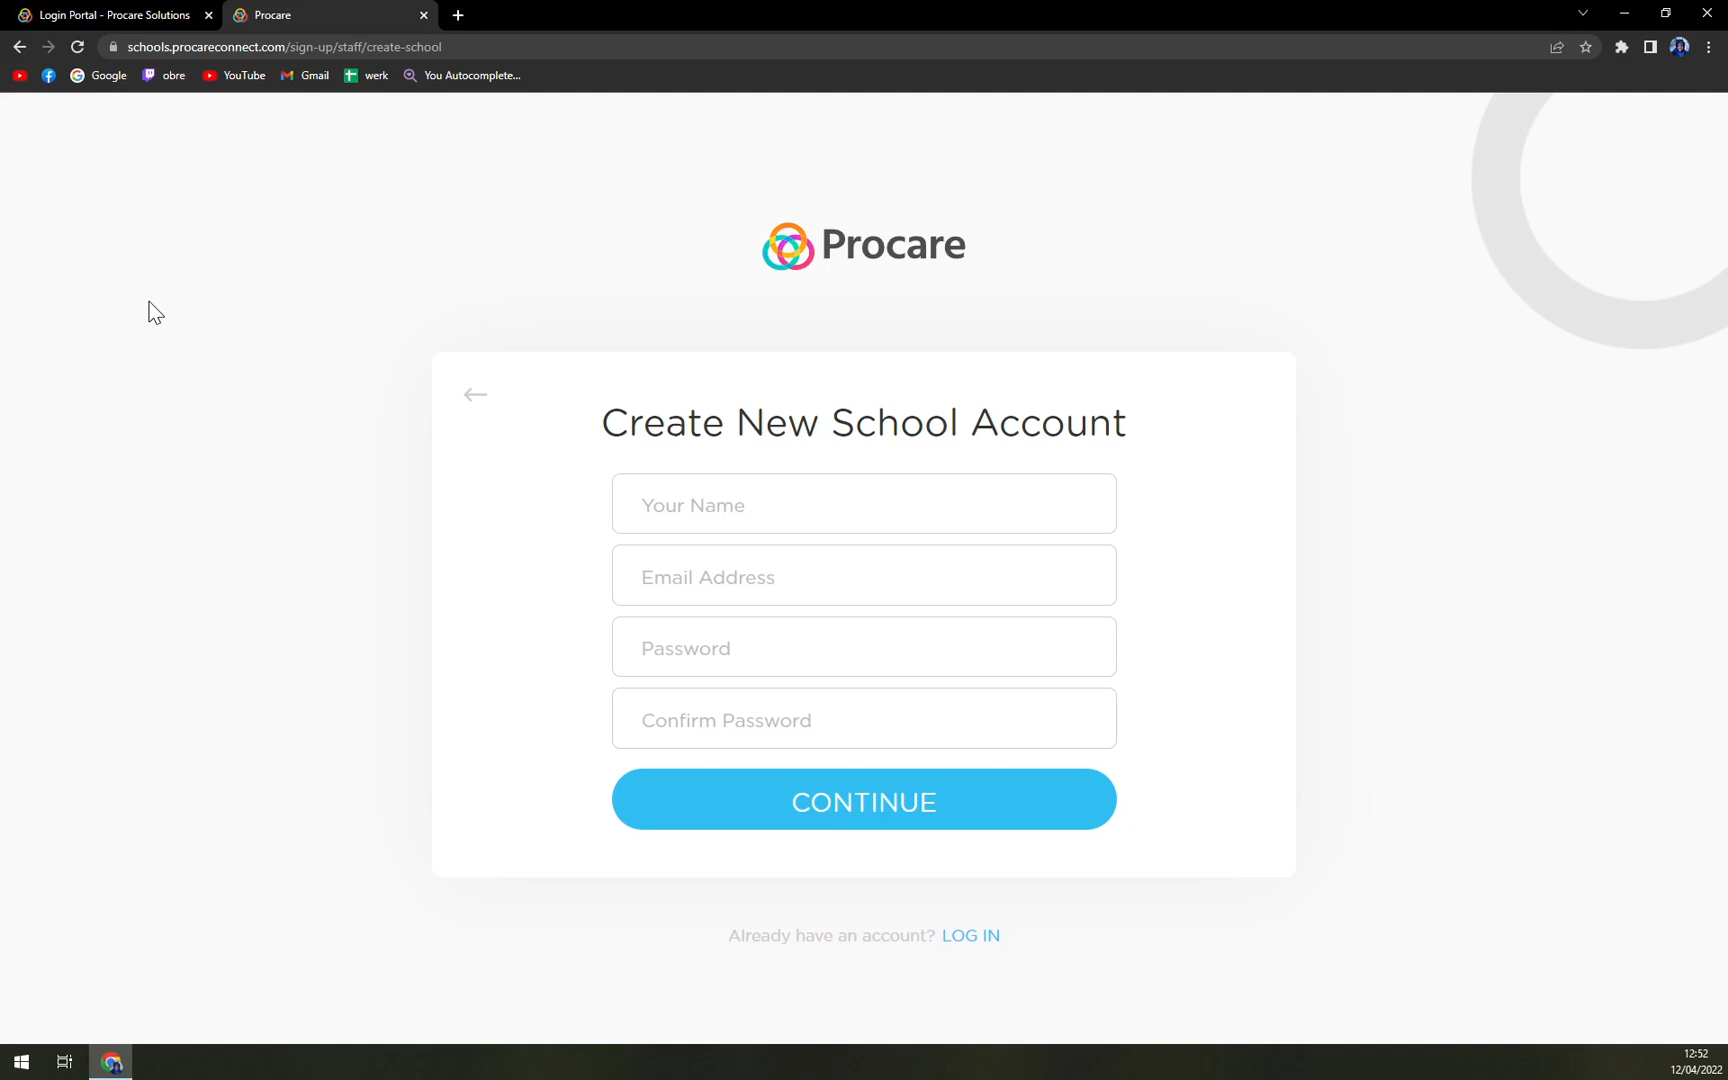 Login Portal - Procare Solutions
Procare
schools.procareconnect.com/sign-up/staff/create-school
Google
obre
YouTube
Gmail
werk
You Autocomplete...
Procare
Create New School Account
Your Name
Email Address
Password
Confirm Password
CONTINUE
Already have an account? LOG IN
12:52
12/04/2022